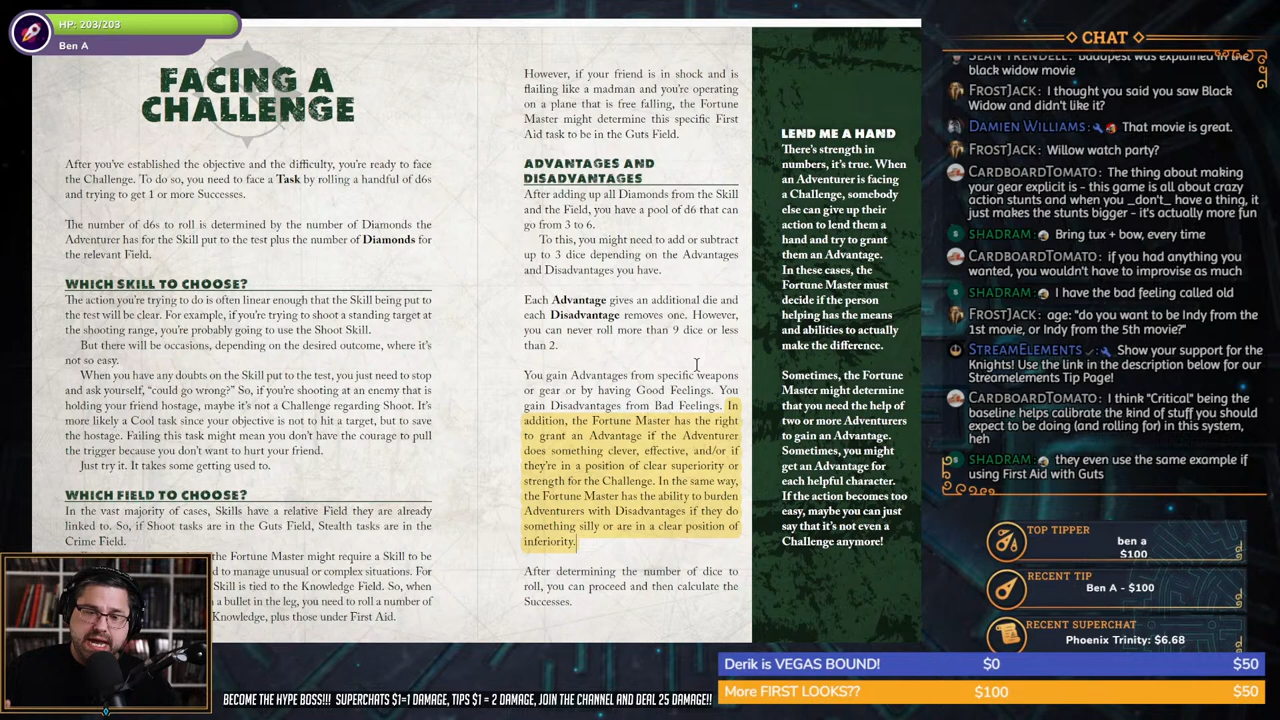 HP: 203/203
Ben A
FACING A
CHALLENGE
After you've established the objective and the difficulty, you're ready to face
the Challenge. To do so, you need to face a Task by rolling a handful of d6s
and trying to get 1 or more Successes.
The number of d6s to roll is determined by the number of Diamonds the
Adventurer has for the Skill put to the test plus the number of Diamonds for
the relevant Field.
WHICH SKILL TO CHOOSE?
The action you're trying to do is often linear enough that the Skill being put to
the test will be clear. For example, if you're trying to shoot a standing target at
the shooting range, you're probably going to use the Shoot Skill.
But there will be occasions, depending on the desired outcome, where it's
not so easy.
When you have any doubts on the Skill put to the test, you just need to stop
and ask yourself, "could go wrong?" So, if you're shooting at an enemy that is
holding your friend hostage, maybe it's not a Challenge regarding Shoot. It's
more likely a Cool task since your objective is not to hit a target, but to save
the hostage. Failing this task might mean you don't have the courage to pull
the trigger because you don't want to hurt your friend.
Just try it. It takes some getting used to.
WHICH FIELD TO CHOOSE?
In the vast majority of cases, Skills have a relative Field they are already
linked to. So, if Shoot tasks are in the Guts Field, Stealth tasks are in the
Crime Field.
the Fortune Master might require a Skill to be
d to manage unusual or complex situations. For
Skill is tied to the Knowledge Field. So, when
a bullet in the leg, you need to roll a number of
Knowledge, plus those under First Aid.
However, if your friend is in shock and is
flailing like a madman and you're operating
on a plane that is free falling, the Fortune
Master might determine this specific First
Aid task to be in the Guts Field.
ADVANTAGES AND
DISADVANTAGES
After adding up all Diamonds from the Skill
and the Field, you have a pool of d6 that can
go from 3 to 6.
To this, you might need to add or subtract
up to 3 dice depending on the Advantages
and Disadvantages you have.
Each Advantage gives an additional die and
each Disadvantage removes one. However,
you can never roll more than 9 dice or less
than 2.
You gain Advantages from specific weapons
or gear or by having Good Feelings. You
gain Disadvantages from Bad Feelings. In
addition, the Fortune Master has the right
to grant an Advantage if the Adventurer
does something clever, effective, and/or if
they're in a position of clear superiority or
strength for the Challenge. In the same way,
the Fortune Master has the ability to burden
Adventurers with Disadvantages if they do
something silly or are in a clear position of
inferiority.
After determining the number of dice to
roll, you can proceed and then calculate the
Successes.
LEND ME A HAND
There's strength in
numbers, it's true. When
an Adventurer is facing
a Challenge, somebody
else can give up their
action to lend them a
hand and try to grant
them an Advantage.
In these cases, the
Fortune Master must
decide if the person
helping has the means
and abilities to actually
make the difference.
Sometimes, the Fortune
Master might determine
that you need the help of
two or more Adventurers
to gain an Advantage.
Sometimes, you might
get an Advantage for
each helpful character.
If the action becomes too
easy, maybe you can just
say that it's not even a
Challenge anymore!
CHAT
SEAN TRENDELL: Budapest was explained in the
black widow movie
FROSTJACK: I thought you said you saw Black
Widow and didn't like it?
DAMIEN WILLIAMS: That movie is great.
FROSTJACK: Willow watch party?
CARDBOARDTOMATO: The thing about making
your gear explicit is - this game is all about crazy
action stunts and when you _don't_ have a thing, it
just makes the stunts bigger - it's actually more fun
S SHADRAM: Bring tux + bow, every time
CARDBOARDTOMATO: if you had anything you
wanted, you wouldn't have to improvise as much
S SHADRAM: I have the bad feeling called old
FROSTJACK: age: "do you want to be Indy from the
1st movie, or Indy from the 5th movie?"
STREAMELEMENTS: Show your support for the
Knights! Use the link in the description below for our
Streamelements Tip Page!
CARDBOARDTOMATO: I think "Critical" being the
baseline helps calibrate the kind of stuff you should
expect to be doing (and rolling for) in this system,
heh
S SHADRAM: they even use the same example if
using First Aid with Guts
TOP TIPPER
ben a
$100
RECENT TIP
Ben A - $100
RECENT SUPERCHAT
Phoenix Trinity: $6.68
Derik is VEGAS BOUND! $0 $50
More FIRST LOOKS?? $100 $50
BECOME THE HYPE BOSS!!! SUPERCHATS $1=1 DAMAGE, TIPS $1 = 2 DAMAGE, JOIN THE CHANNEL AND DEAL 25 DAMAGE!!